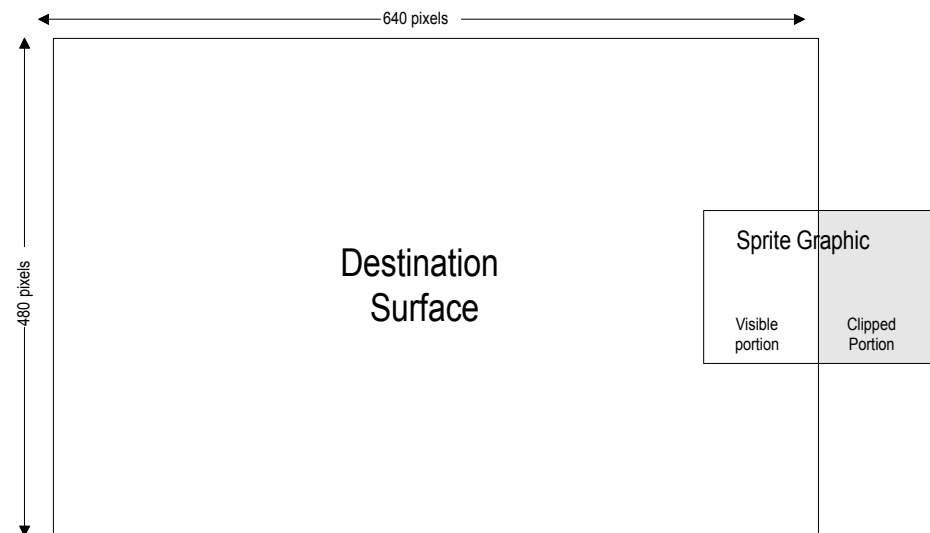 640 pixels
480 pixels
Destination
Surface
Sprite Graphic
Visible
portion
Clipped
Portion